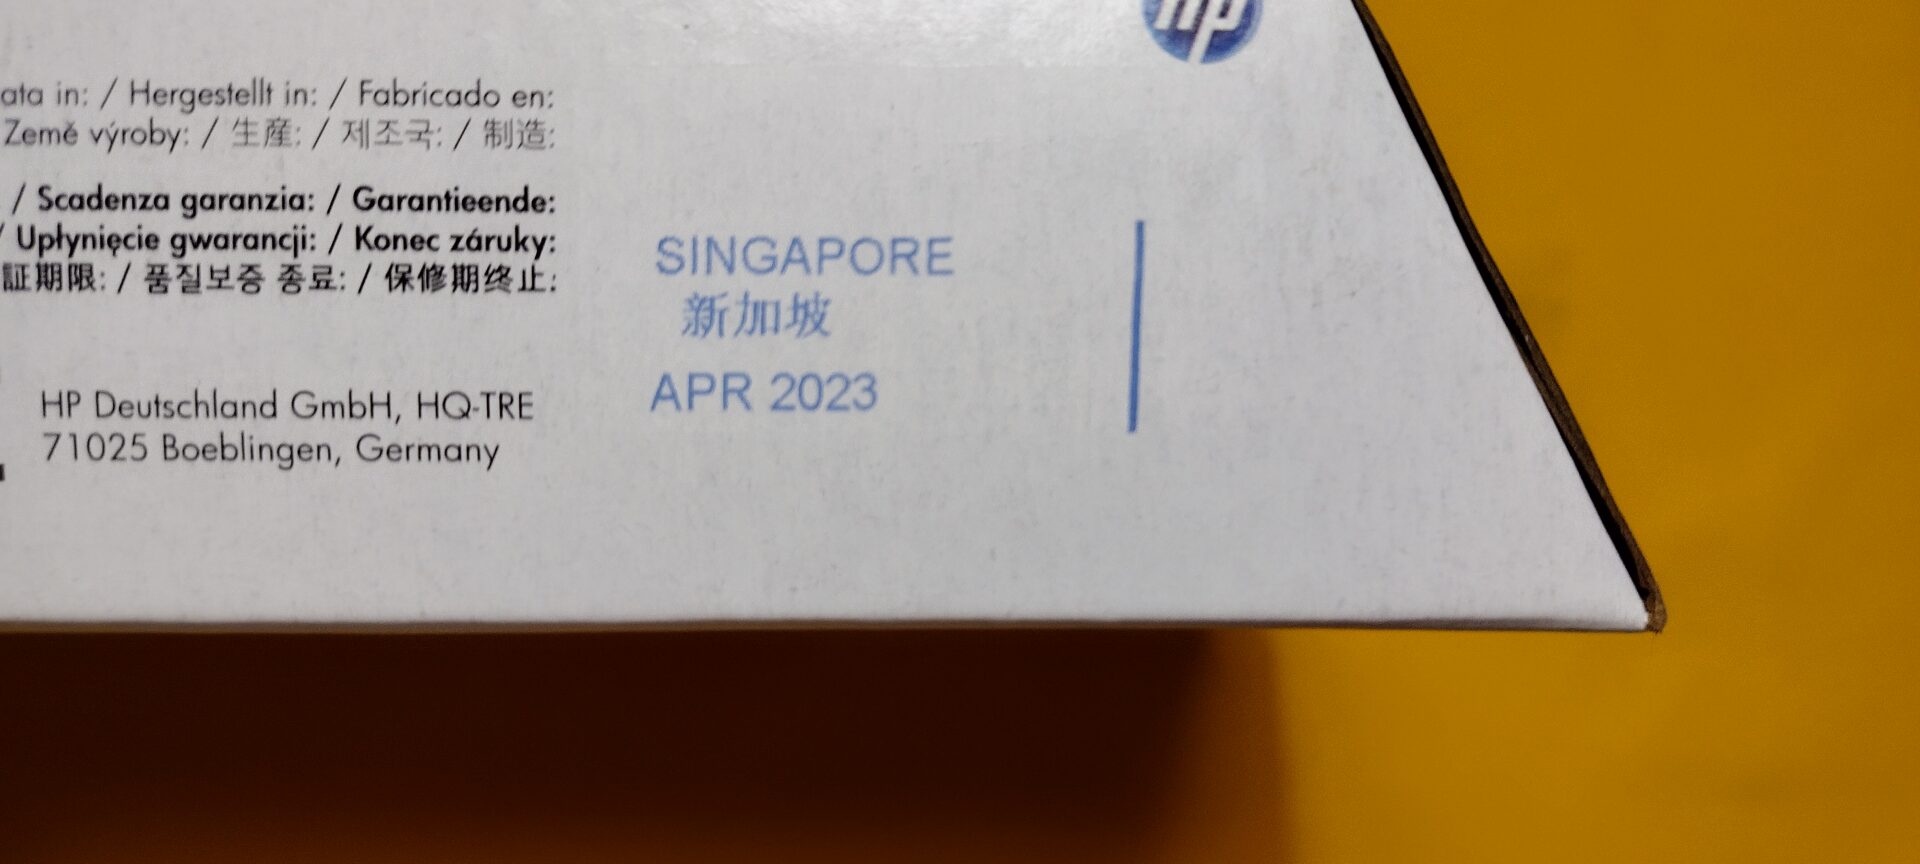 hp
ata in: / Hergestellt in: / Fabricado en:
Země výroby: / 生産: / 제조국: / 制造:
/ Scadenza garanzia: / Garantieende:
/ Upłynięcie gwarancji: / Konec záruky:
証期限: / 품질보증 종료: / 保修期终止:
SINGAPORE
新加坡
APR 2023
HP Deutschland GmbH, HQ-TRE
71025 Boeblingen, Germany